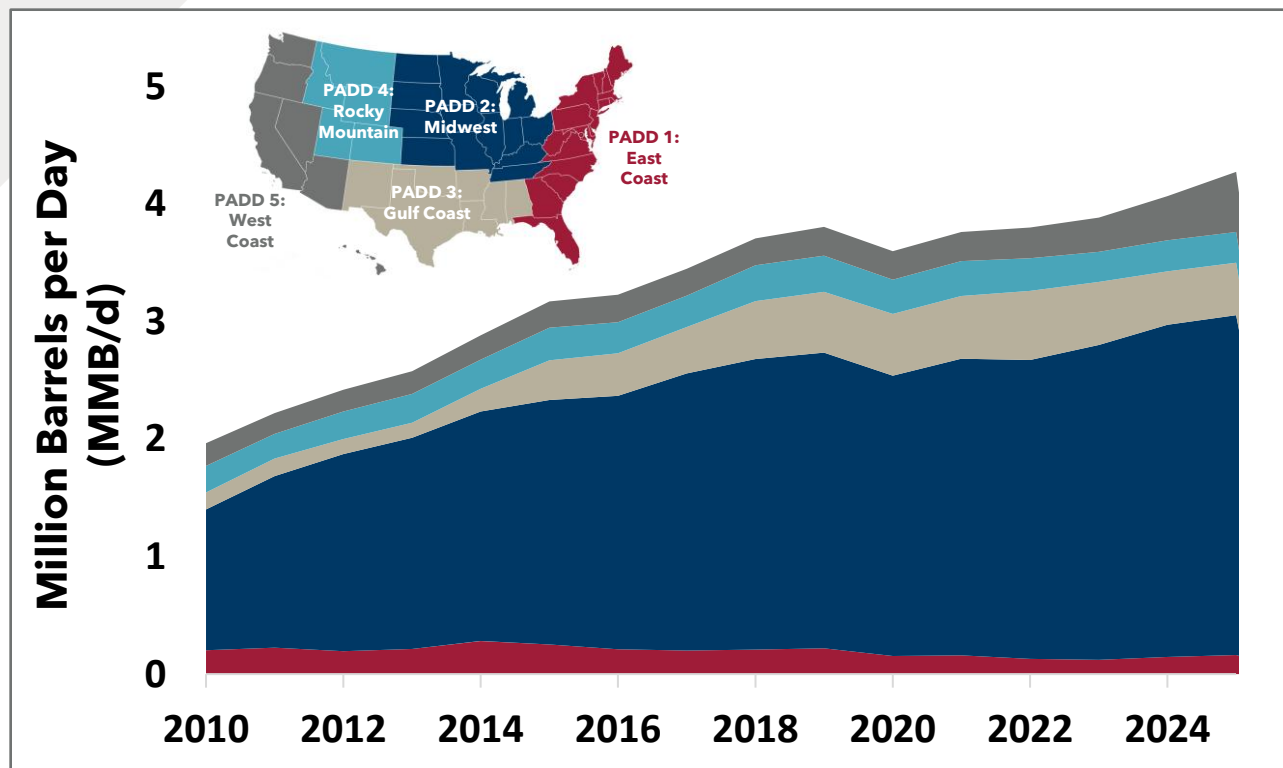 Million Barrels per Day
(MMB/d)
5
4
3
2
1
0
PADD 4:
Rocky
Mountain
PADD 2:
Midwest
PADD 1:
East
Coast
PADD 3:
Gulf Coast
PADD 5:
West
Coast
2010 2012 2014 2016 2018 2020 2022 2024